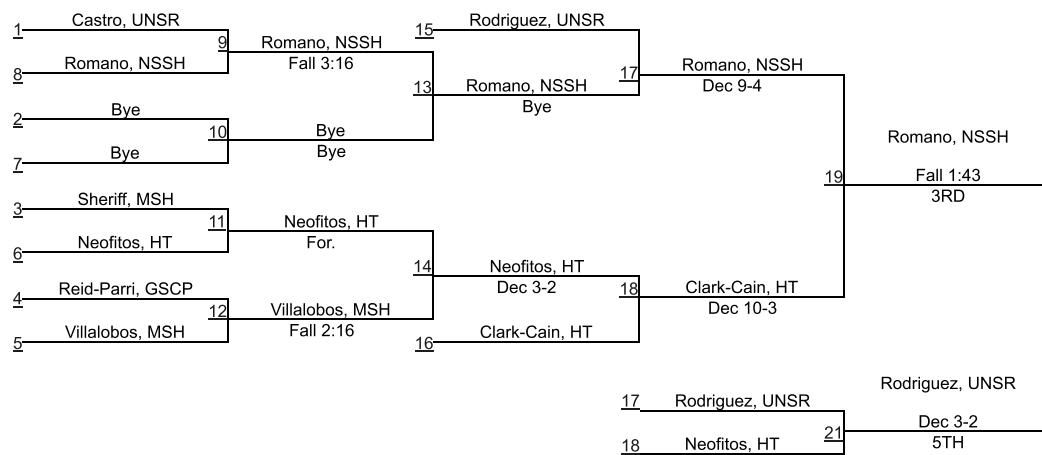 Castro, UNSR
1
9
Romano, NSSH
Fall 3:16
Romano, NSSH
8
Bye
2
10
Bye
Bye
Bye
7
13
Romano, NSSH
Bye
15
Rodriguez, UNSR
17
Romano, NSSH
Dec 9-4
Sheriff, MSH
3
11
Neofitos, HT
For.
Neofitos, HT
6
Reid-Parri, GSCP
4
12
Villalobos, MSH
Fall 2:16
Villalobos, MSH
5
14
Neofitos, HT
Dec 3-2
18
Clark-Cain, HT
16
Clark-Cain, HT
Dec 10-3
19
Romano, NSSH
Fall 1:43
3RD
17
Rodriguez, UNSR
18
Neofitos, HT
21
Rodriguez, UNSR
Dec 3-2
5TH